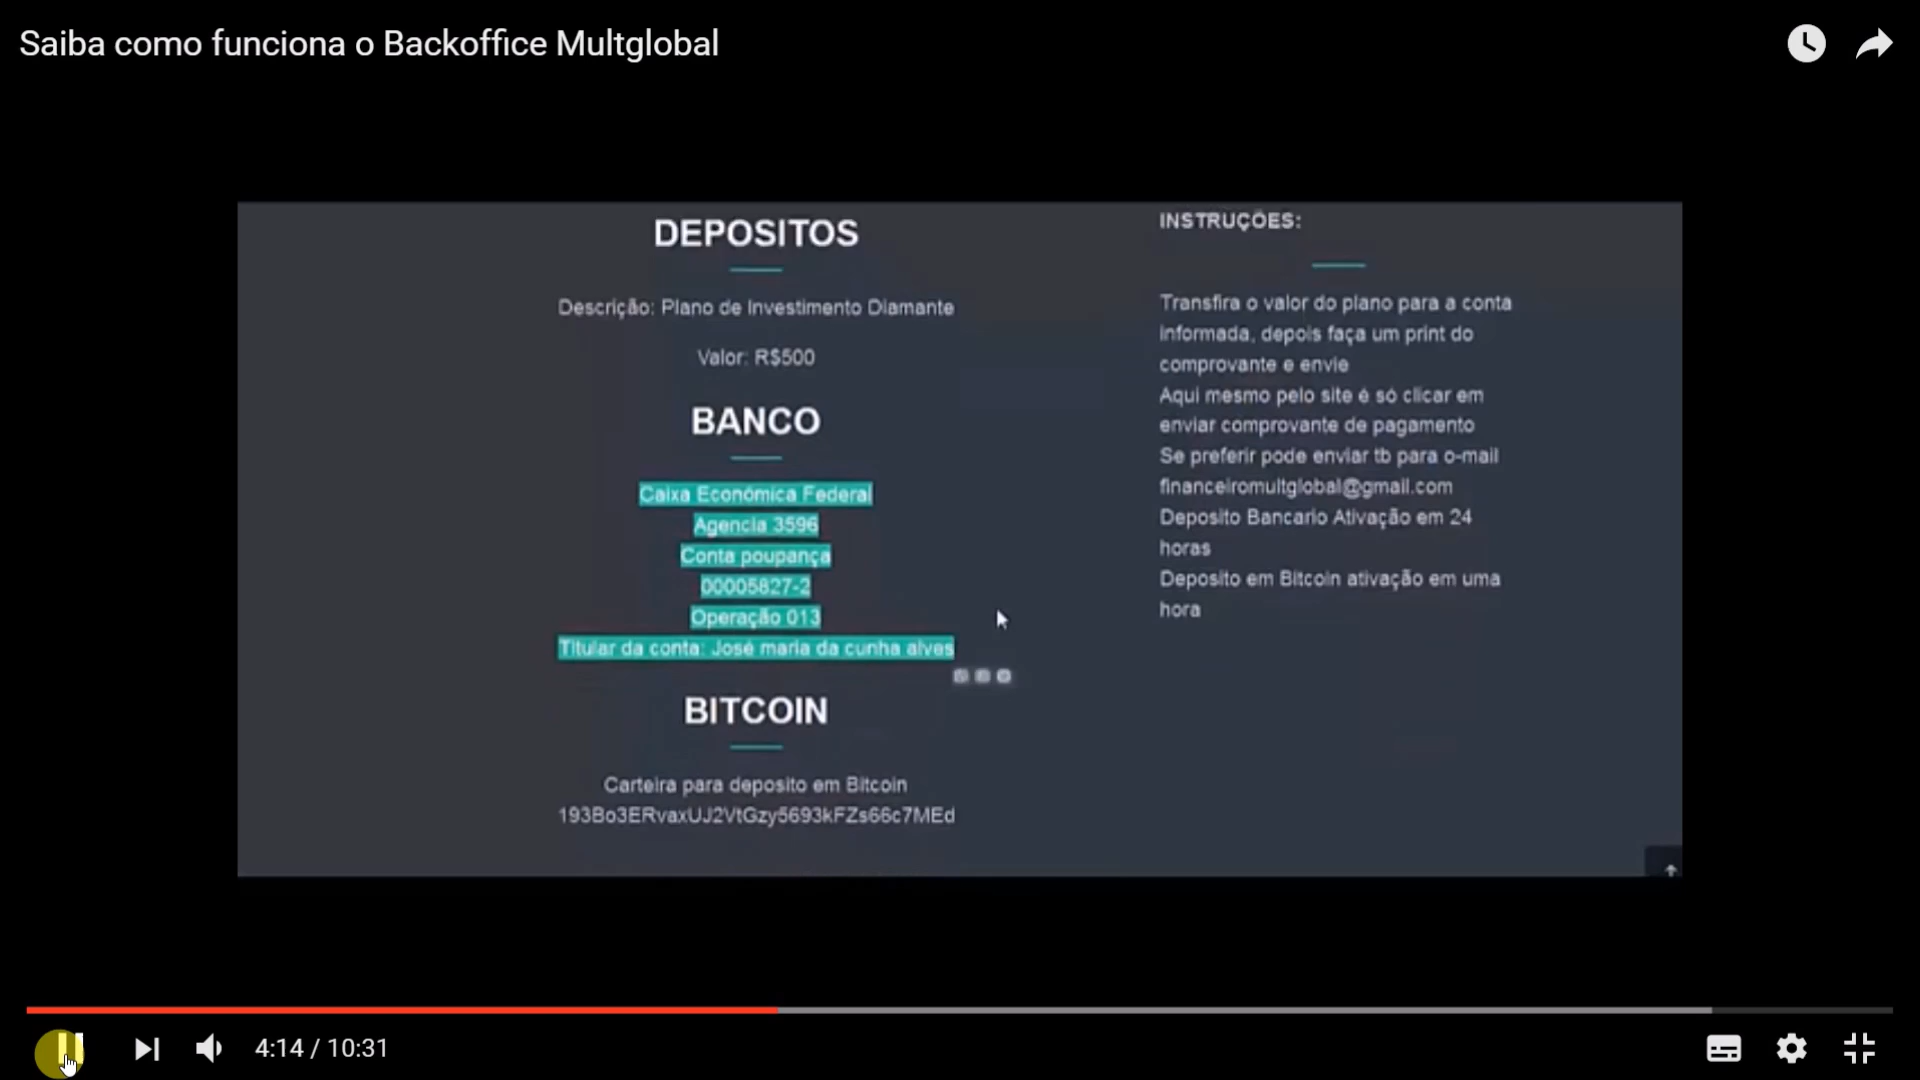 Saiba como funciona o Backoffice Multglobal
DEPOSITOS
Descrição: Plano de Investimento Diamante
Valor: R$500
BANCO
Caixa Económica Federal
Agencia 3596
Conta poupança
00005827-2
Operação 013
Titular da conta: José maria da cunha alves
BITCOIN
Carteira para deposito em Bitcoin
193Bo3ERvaxUJ2VtGzy5693kFZs66c7MEd
INSTRUÇÕES:
Transfira o valor do plano para a conta
informada, depois faça um print do
comprovante e envie
Aqui mesmo pelo site é só clicar em
enviar comprovante de pagamento
Se preferir pode enviar tb para o-mail
financeiromultglobal@gmail.com
Deposito Bancario Ativação em 24
horas
Deposito em Bitcoin ativação em uma
hora
4:14 / 10:31